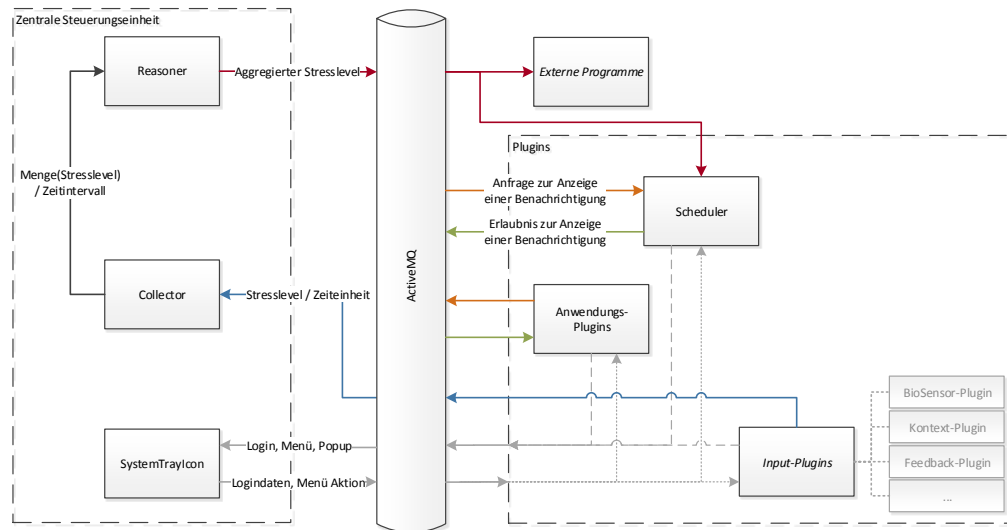 Zentrale Steuerungseinheit
Reasoner
Aggregierter Stresslevel
Externe Programme
Plugins
Menge(Stresslevel)
/ Zeitintervall
Anfrage zur Anzeige
einer Benachrichtigung
Scheduler
Erlaubnis zur Anzeige
einer Benachrichtigung
ActiveMQ
Collector
Stresslevel / Zeiteinheit
Anwendungs-
Plugins
BioSensor-Plugin
Kontext-Plugin
Feedback-Plugin
...
Input-Plugins
SystemTrayIcon
Login, Menü, Popup
Logindaten, Menü Aktion